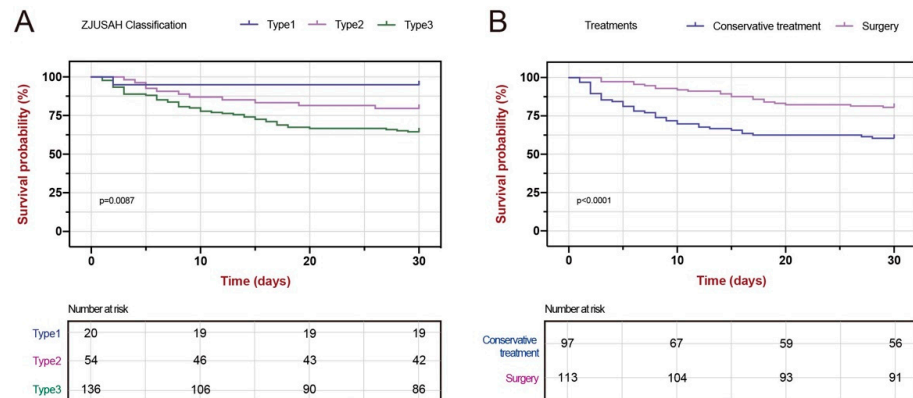 A
ZJUSAH Classification Type1 Type2 Type3
Survival probability (%)
100
75
50
25
0
p=0.0087
0 10 20 30
Time (days)
Number at risk
Type1 20 19 19 19
Type2 54 46 43 42
Type3 136 106 90 86
B
Treatments Conservative treatment Surgery
Survival probability (%)
100
75
50
25
0
p<0.0001
0 10 20 30
Time (days)
Number at risk
Conservative
treatment 97 67 59 56
Surgery 113 104 93 91